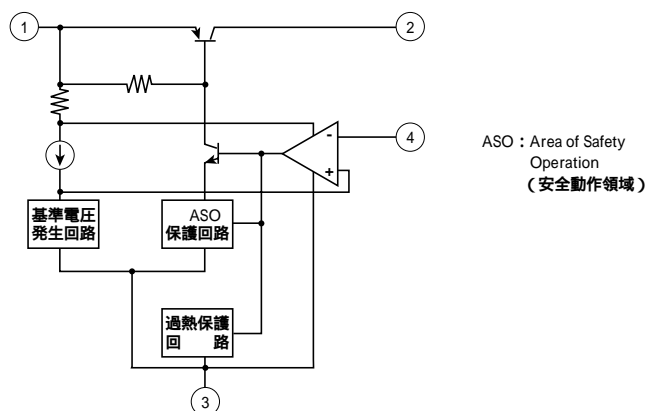 1
2
-
4
+
ASO：Area of Safety
Operation
（安全動作領域）
基準電圧
発生回路
ASO
保護回路
過熱保護
回　　路
3